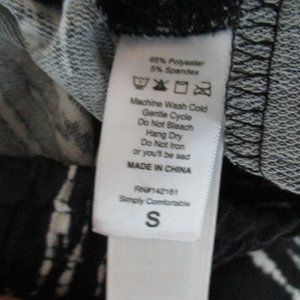 95% Polyester
5% Spandex
Machine Wash Cold
Gentle Cycle
Do Not Bleach
Hang Dry
Do Not Iron
or you'll be sad
MADE IN CHINA
RN#142161
Simply Comfortable
S